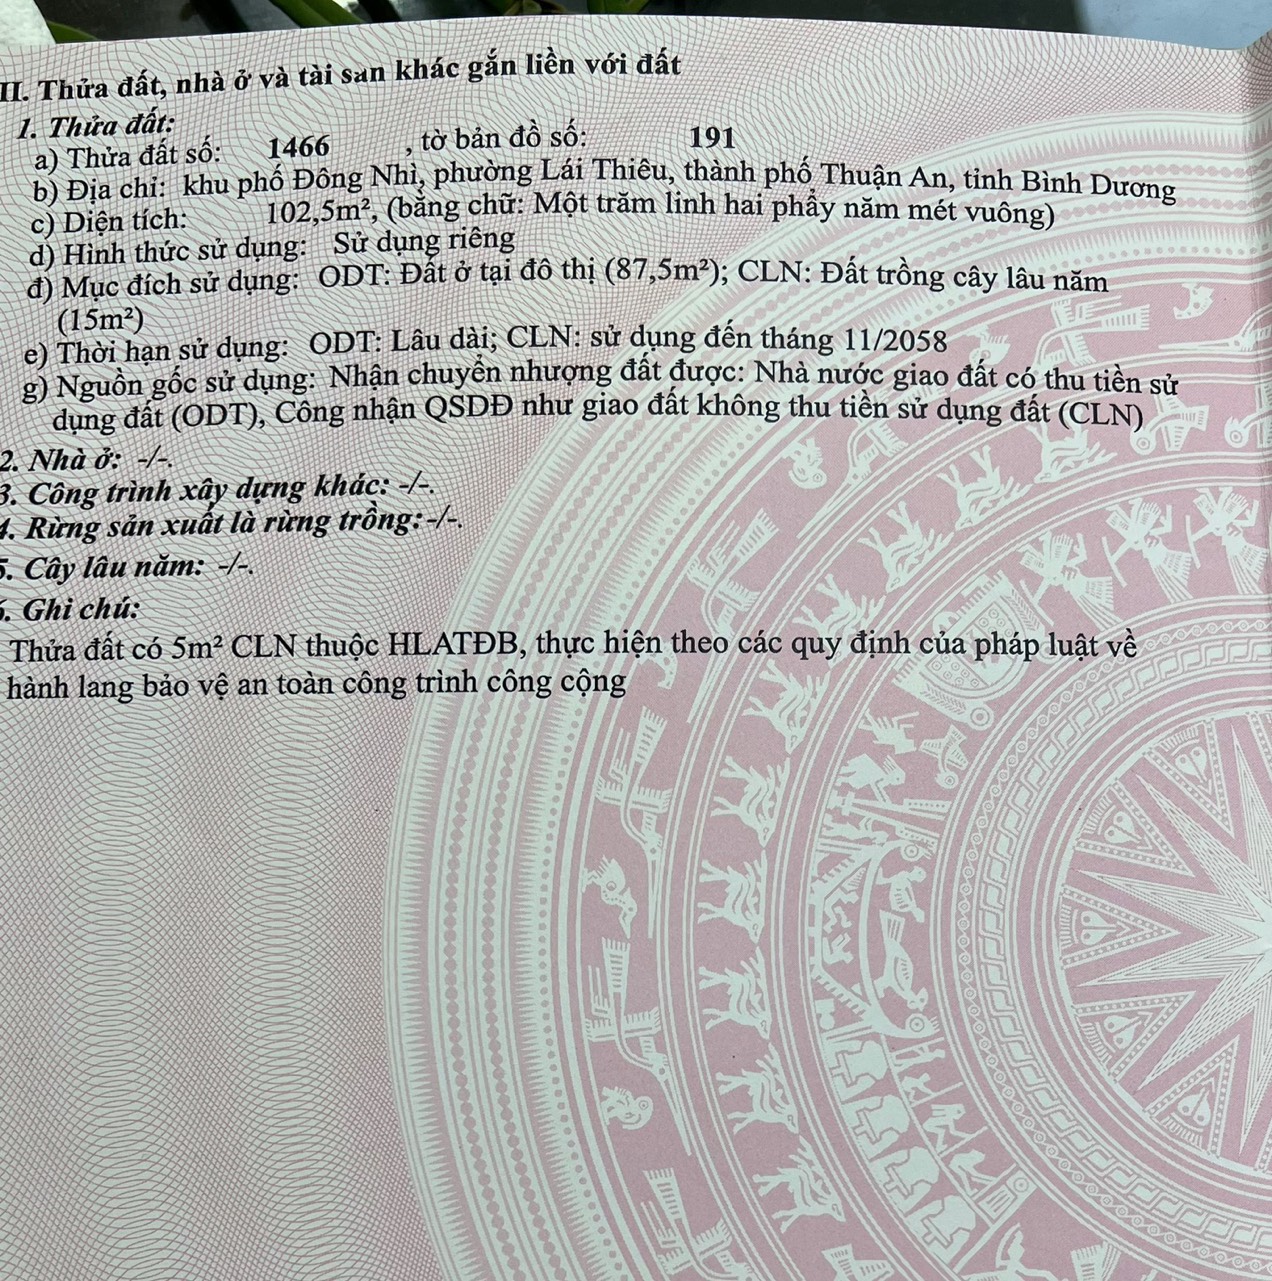 II. Thửa đất, nhà ở và tài sản khác gắn liền với đất
1. Thửa đất:
a) Thửa đất số: 1466 , tờ bản đồ số: 191
b) Địa chỉ: khu phố Đông Nhì, phường Lái Thiêu, thành phố Thuận An, tỉnh Bình Dương
c) Diện tích: 102,5m², (bằng chữ: Một trăm linh hai phẩy năm mét vuông)
d) Hình thức sử dụng: Sử dụng riêng
đ) Mục đích sử dụng: ODT: Đất ở tại đô thị (87,5m²); CLN: Đất trồng cây lâu năm
(15m²)
e) Thời hạn sử dụng: ODT: Lâu dài; CLN: sử dụng đến tháng 11/2058
g) Nguồn gốc sử dụng: Nhận chuyển nhượng đất được: Nhà nước giao đất có thu tiền sử
dụng đất (ODT), Công nhận QSDĐ như giao đất không thu tiền sử dụng đất (CLN)
2. Nhà ở: -/-.
3. Công trình xây dựng khác: -/-.
4. Rừng sản xuất là rừng trồng: -/-.
5. Cây lâu năm: -/-.
6. Ghi chú:
Thửa đất có 5m² CLN thuộc HLATĐB, thực hiện theo các quy định của pháp luật về
hành lang bảo vệ an toàn công trình công cộng